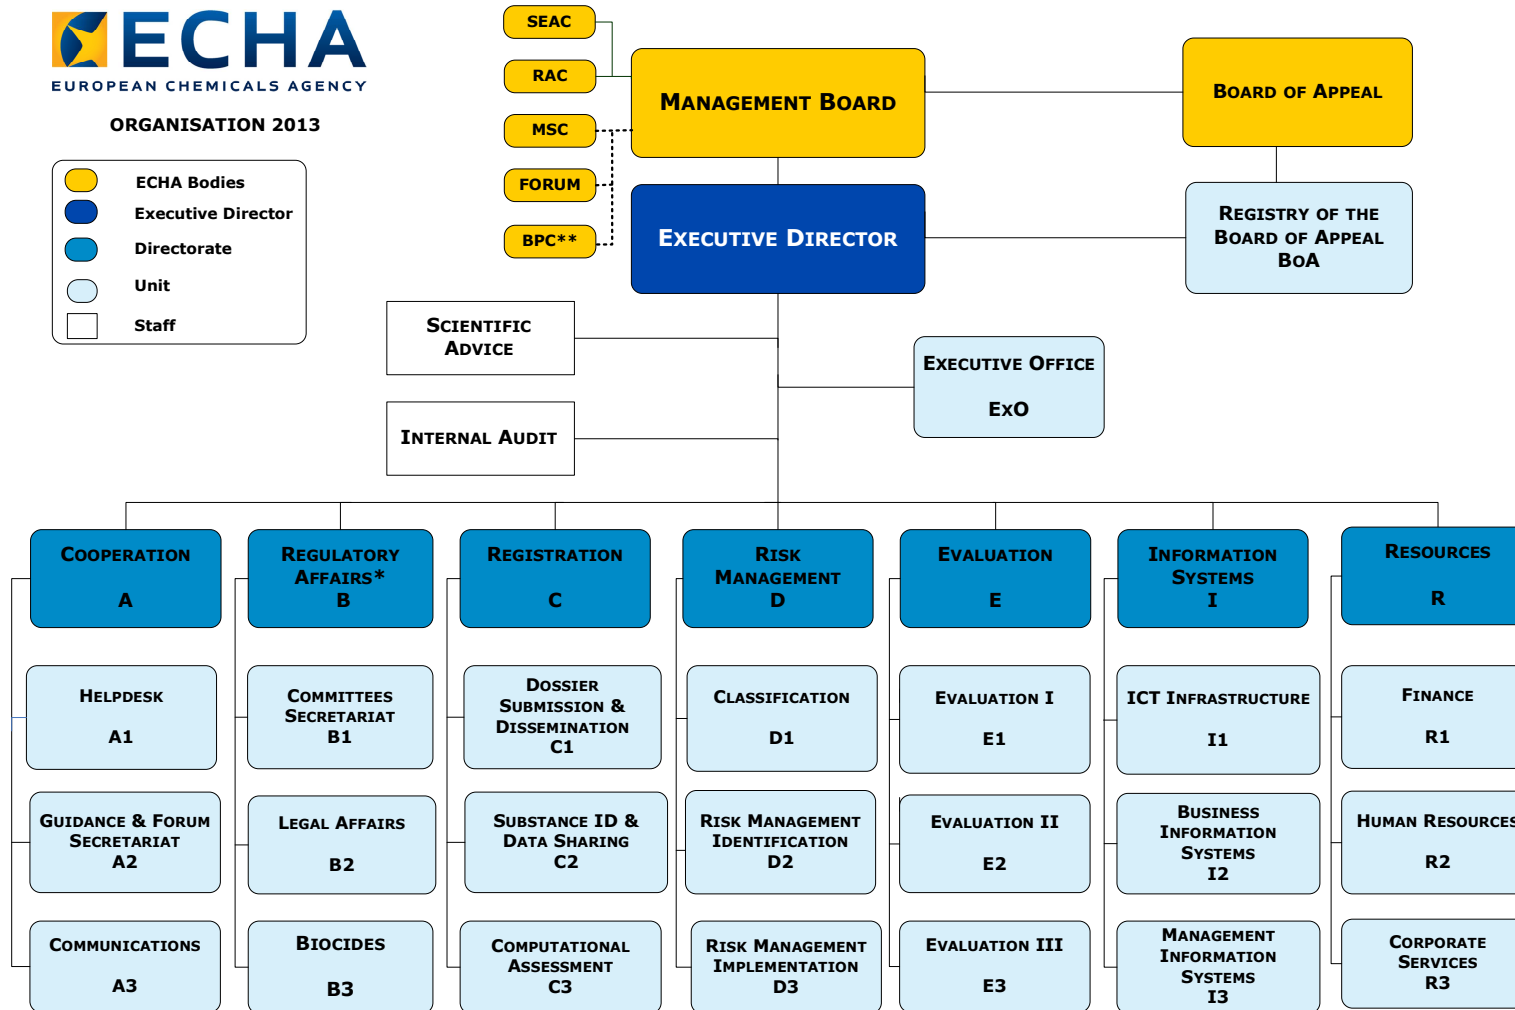 ECHA
EUROPEAN CHEMICALS AGENCY
ORGANISATION 2013
ECHA Bodies
Executive Director
Directorate
Unit
Staff
SEAC
RAC
MSC
FORUM
BPC**
MANAGEMENT BOARD
BOARD OF APPEAL
EXECUTIVE DIRECTOR
REGISTRY OF THE
BOARD OF APPEAL
BOA
SCIENTIFIC
ADVICE
EXECUTIVE OFFICE
EXO
INTERNAL AUDIT
COOPERATION
A
REGULATORY
AFFAIRS*
B
REGISTRATION
C
RISK
MANAGEMENT
D
EVALUATION
E
INFORMATION
SYSTEMS
I
RESOURCES
R
HELPDESK
A1
COMMITTEES
SECRETARIAT
B1
DOSSIER
SUBMISSION &
DISSEMINATION
C1
CLASSIFICATION
D1
EVALUATION I
E1
ICT INFRASTRUCTURE
I1
FINANCE
R1
GUIDANCE & FORUM
SECRETARIAT
A2
LEGAL AFFAIRS
B2
SUBSTANCE ID &
DATA SHARING
C2
RISK MANAGEMENT
IDENTIFICATION
D2
EVALUATION II
E2
BUSINESS
INFORMATION
SYSTEMS
I2
HUMAN RESOURCES
R2
COMMUNICATIONS
A3
BIOCIDES
B3
COMPUTATIONAL
ASSESSMENT
C3
RISK MANAGEMENT
IMPLEMENTATION
D3
EVALUATION III
E3
MANAGEMENT
INFORMATION
SYSTEMS
I3
CORPORATE
SERVICES
R3